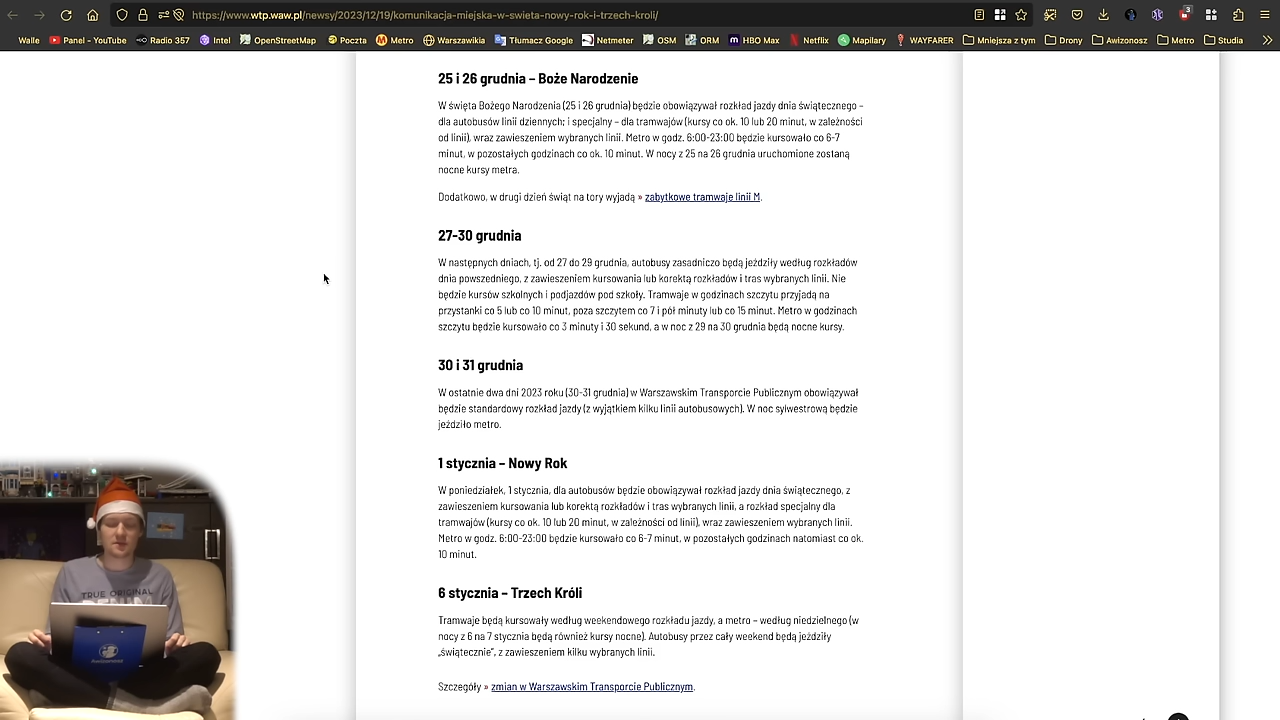 https://www.wtp.waw.pl/newsy/2023/12/19/komunikacja-miejska-w-swieta-nowy-rok-i-trzech-kroli/
3
Walle Panel - YouTube Radio 357 Intel OpenStreetMap Poczta Metro Warszawikia Tłumacz Google Netmeter OSM ORM HBO Max Netflix Mapilary WAYFARER Mniejsza z tym Drony Awizonosz Metro Studia
25 i 26 grudnia – Boże Narodzenie
W święta Bożego Narodzenia (25 i 26 grudnia) będzie obowiązywał rozkład jazdy dnia świątecznego –
dla autobusów linii dziennych; i specjalny – dla tramwajów (kursy co ok. 10 lub 20 minut, w zależności
od linii), wraz zawieszeniem wybranych linii. Metro w godz. 6:00-23:00 będzie kursowało co 6-7
minut, w pozostałych godzinach co ok. 10 minut. W nocy z 25 na 26 grudnia uruchomione zostaną
nocne kursy metra.
Dodatkowo, w drugi dzień świąt na tory wyjadą » zabytkowe tramwaje linii M.
27-30 grudnia
W następnych dniach, tj. od 27 do 29 grudnia, autobusy zasadniczo będą jeździły według rozkładów
dnia powszedniego, z zawieszeniem kursowania lub korektą rozkładów i tras wybranych linii. Nie
będzie kursów szkolnych i podjazdów pod szkoły. Tramwaje w godzinach szczytu przyjadą na
przystanki co 5 lub co 10 minut, poza szczytem co 7 i pół minuty lub co 15 minut. Metro w godzinach
szczytu będzie kursowało co 3 minuty i 30 sekund, a w noc z 29 na 30 grudnia będą nocne kursy.
30 i 31 grudnia
W ostatnie dwa dni 2023 roku (30-31 grudnia) w Warszawskim Transporcie Publicznym obowiązywał
będzie standardowy rozkład jazdy (z wyjątkiem kilku linii autobusowych). W noc sylwestrową będzie
jeździło metro.
1 stycznia – Nowy Rok
W poniedziałek, 1 stycznia, dla autobusów będzie obowiązywał rozkład jazdy dnia świątecznego, z
zawieszeniem kursowania lub korektą rozkładów i tras wybranych linii, a rozkład specjalny dla
tramwajów (kursy co ok. 10 lub 20 minut, w zależności od linii), wraz zawieszeniem wybranych linii.
Metro w godz. 6:00-23:00 będzie kursowało co 6-7 minut, w pozostałych godzinach natomiast co ok.
10 minut.
6 stycznia – Trzech Króli
Tramwaje będą kursowały według weekendowego rozkładu jazdy, a metro – według niedzielnego (w
nocy z 6 na 7 stycznia będą również kursy nocne). Autobusy przez cały weekend będą jeździły
„świątecznie”, z zawieszeniem kilku wybranych linii.
Szczegóły » zmian w Warszawskim Transporcie Publicznym.
TRUE ORIGINAL